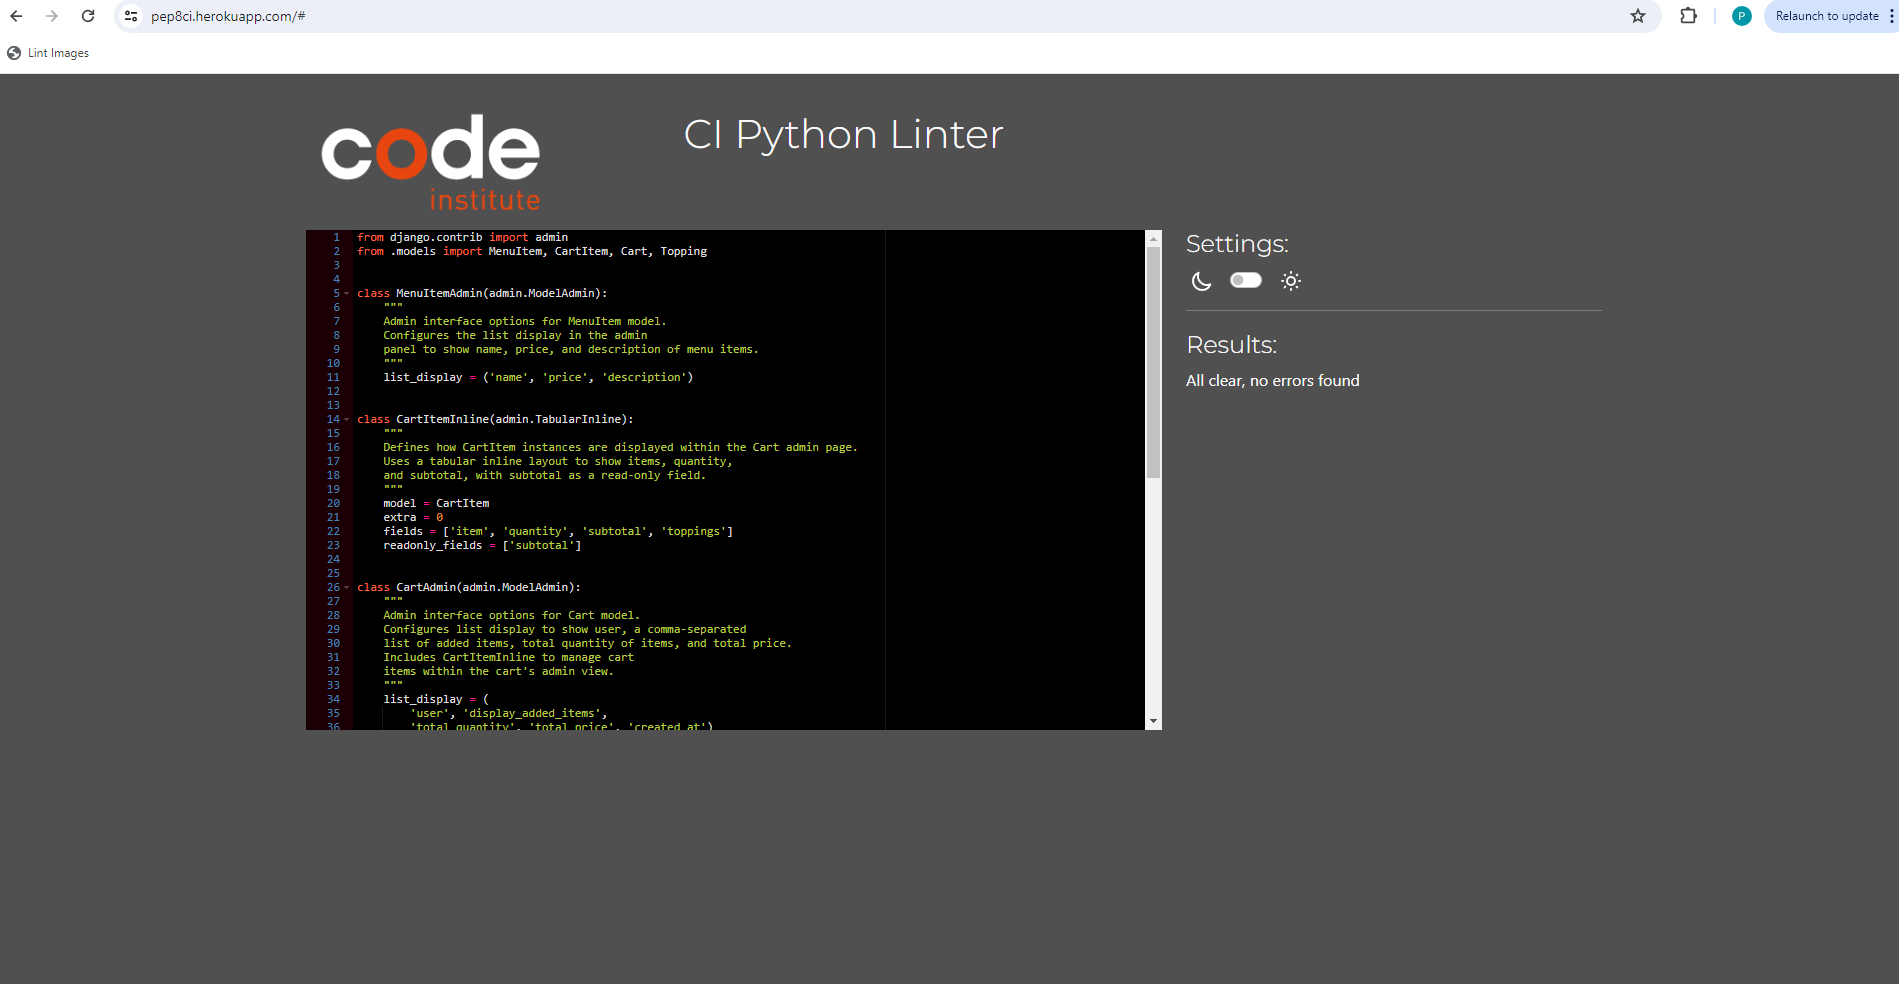 pep8ci.herokuapp.com/#
P
Relaunch to update
Lint Images
code
institute
CI Python Linter
1 from django.contrib import admin
2 from .models import MenuItem, CartItem, Cart, Topping
3
4
5 class MenuItemAdmin(admin.ModelAdmin):
6     """
7     Admin interface options for MenuItem model.
8     Configures the list display in the admin
9     panel to show name, price, and description of menu items.
10     """
11     list_display = ('name', 'price', 'description')
12
13
14 class CartItemInline(admin.TabularInline):
15     """
16     Defines how CartItem instances are displayed within the Cart admin page.
17     Uses a tabular inline layout to show items, quantity,
18     and subtotal, with subtotal as a read-only field.
19     """
20     model = CartItem
21     extra = 0
22     fields = ['item', 'quantity', 'subtotal', 'toppings']
23     readonly_fields = ['subtotal']
24
25
26 class CartAdmin(admin.ModelAdmin):
27     """
28     Admin interface options for Cart model.
29     Configures list display to show user, a comma-separated
30     list of added items, total quantity of items, and total price.
31     Includes CartItemInline to manage cart
32     items within the cart's admin view.
33     """
34     list_display = (
35         'user', 'display_added_items',
36         'total_quantity', 'total_price', 'created_at')
Settings:
Results:
All clear, no errors found